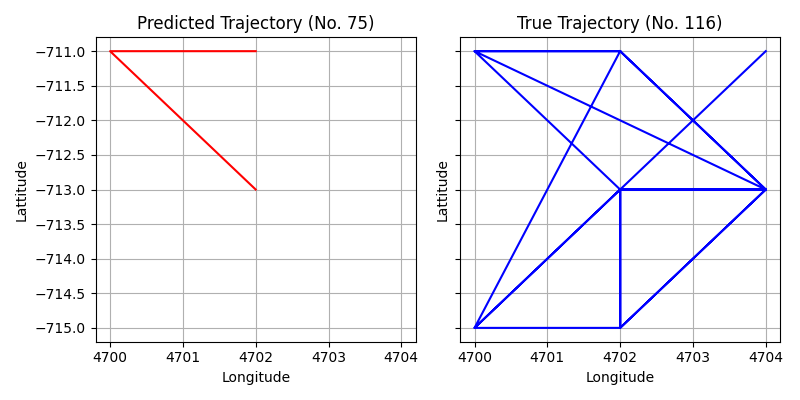 Predicted Trajectory (No. 75)
True Trajectory (No. 116)
−711.0
−711.5
−712.0
−712.5
−713.0
−713.5
−714.0
−714.5
−715.0
Lattitude
Lattitude
4700 4701 4702 4703 4704
4700 4701 4702 4703 4704
Longitude
Longitude